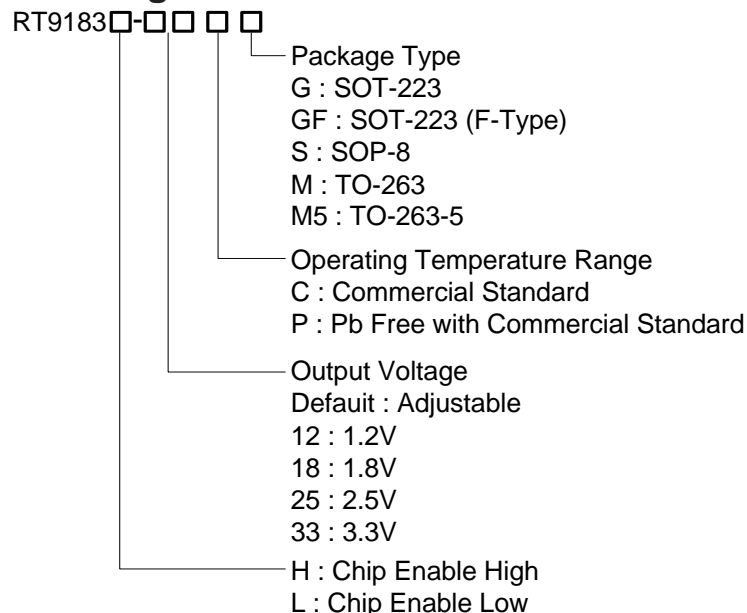 RT9183□-□□ □ □
Package Type
G : SOT-223
GF : SOT-223 (F-Type)
S : SOP-8
M : TO-263
M5 : TO-263-5
Operating Temperature Range
C : Commercial Standard
P : Pb Free with Commercial Standard
Output Voltage
Defauit : Adjustable
12 : 1.2V
18 : 1.8V
25 : 2.5V
33 : 3.3V
H : Chip Enable High
L : Chip Enable Low